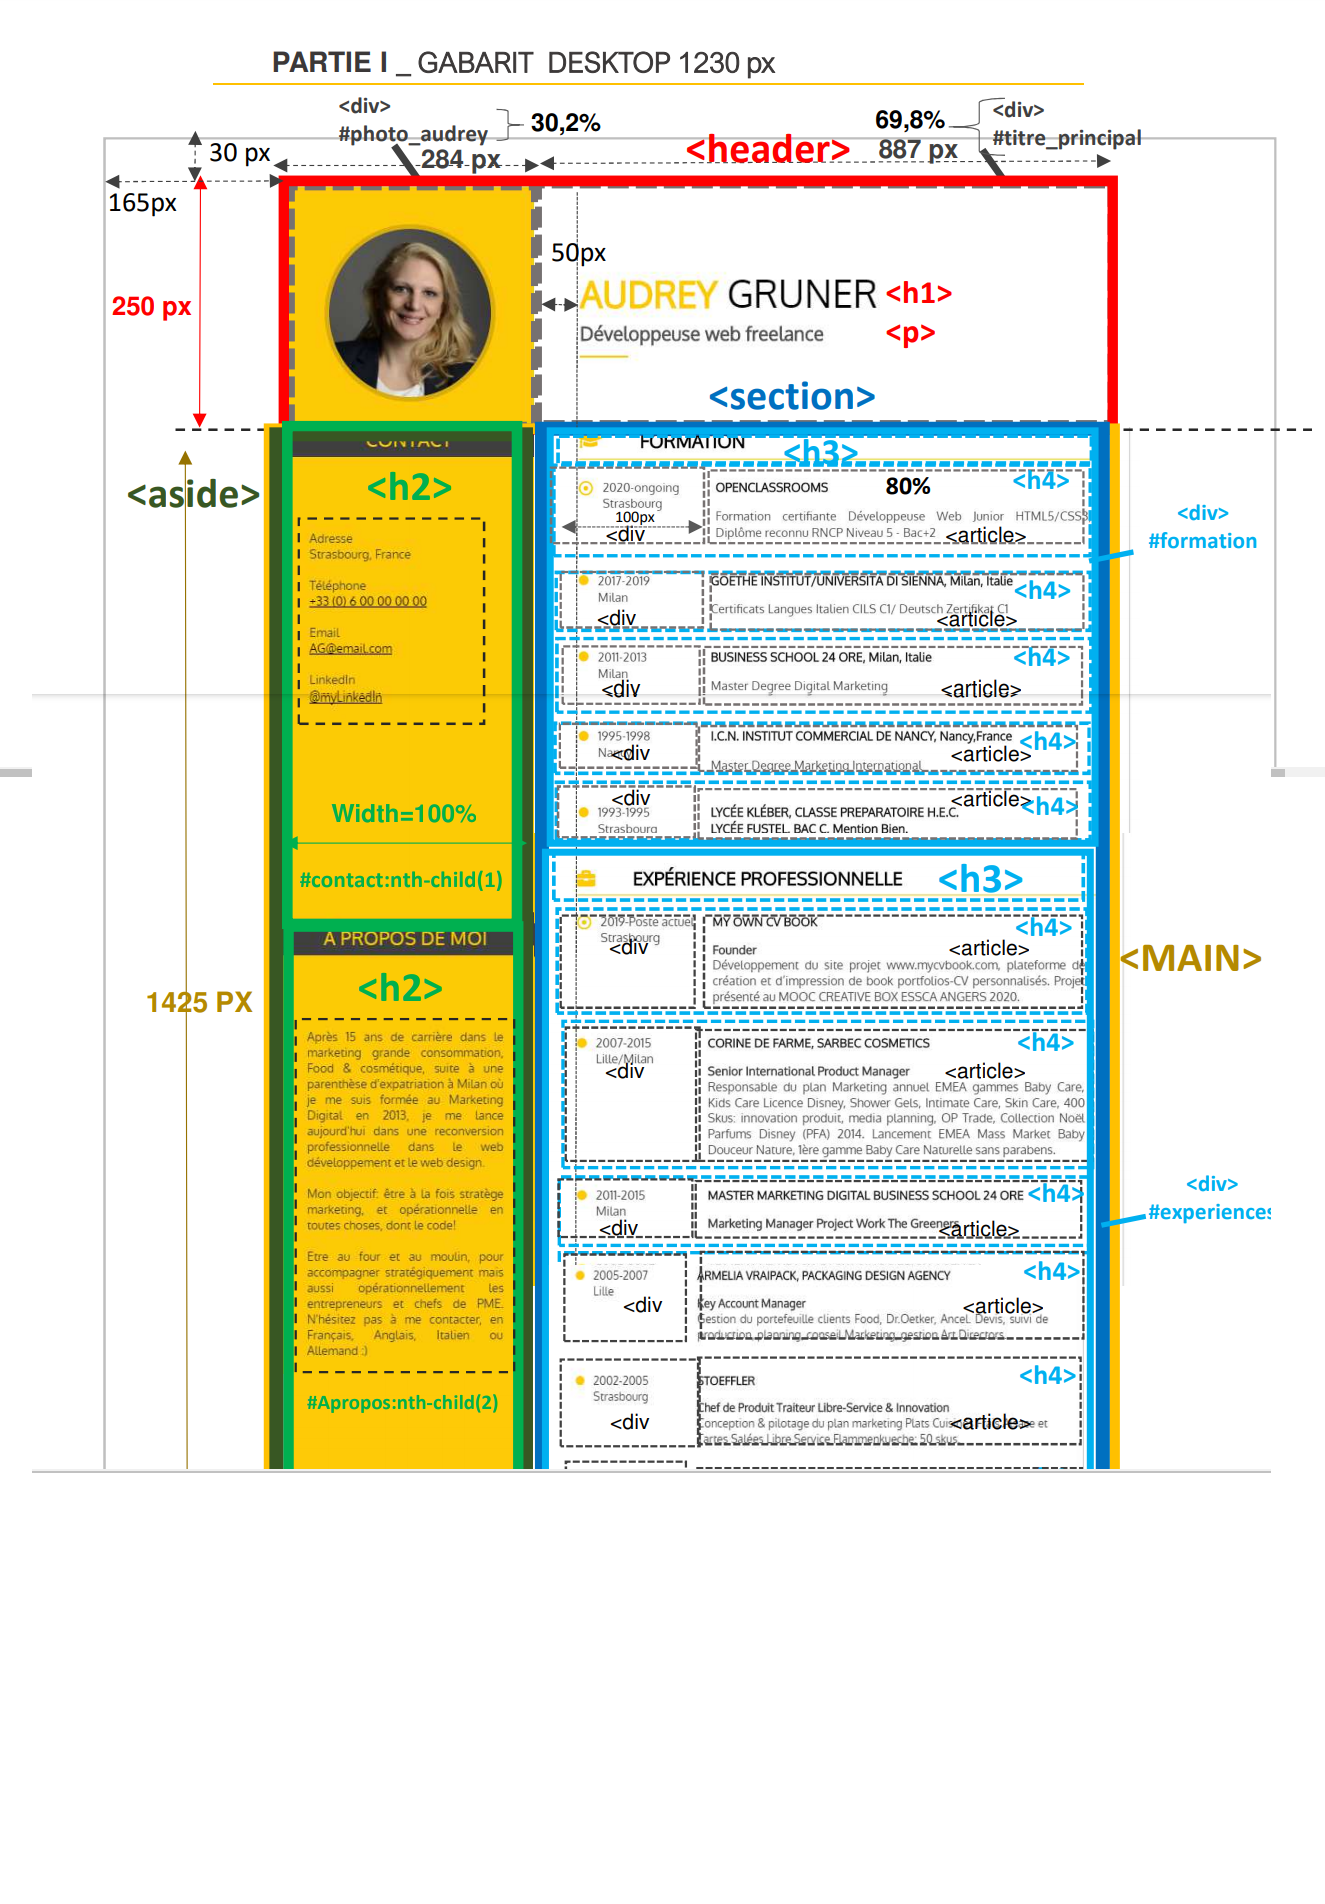 PARTIE I _ GABARIT DESKTOP 1230 px
<div>
#photo_audrey
30,2%
69,8%
<div>
#titre_principal
30 px
284 px
<header>
887 px
165px
50px
250 px
AUDREY GRUNER <h1>
Développeuse web freelance <p>
<section>
CONTACT
<aside>
<h2>
Adresse
Strasbourg, France
Téléphone
+33 (0) 6 00 00 00 00
Email
AG@email.com
LinkedIn
@myLinkedIn
Width=100%
#contact:nth-child(1)
A PROPOS DE MOI
<h2>
1425 PX
Après 15 ans de carrière dans le
marketing grande consommation,
Food & cosmétique, suite à une
parenthèse d'expatriation à Milan où
je me suis formée au Marketing
Digital en 2013, je me lance
aujourd'hui dans une reconversion
professionnelle dans le web
développement et le web design.
Mon objectif: être à la fois stratège
marketing, et opérationnelle en
toutes choses, dont le code!
Etre au four et au moulin, pour
accompagner stratégiquement mais
aussi opérationnellement les
entrepreneurs et chefs de PME.
N'hésitez pas à me contacter, en
Français, Anglais, Italien ou
Allemand :)
#Apropos:nth-child(2)
FORMATION
<h3>
2020-ongoing
Strasbourg
100px
<div
OPENCLASSROOMS 80% <h4>
Formation certifiante Développeuse Web Junior HTML5/CSS3
Diplôme reconnu RNCP Niveau 5 - Bac+2 <article>
<div>
#formation
2017-2019
Milan
<div
GOETHE INSTITUT/UNIVERSITA DI SIENNA, Milan, Italie <h4>
Certificats Langues Italien CILS C1/ Deutsch Zertifikat C1
<article>
2011-2013
Milan
<div
BUSINESS SCHOOL 24 ORE, Milan, Italie <h4>
Master Degree Digital Marketing <article>
1995-1998
Nancy
<div
I.C.N. INSTITUT COMMERCIAL DE NANCY, Nancy,France <h4>
<article>
Master Degree Marketing International
<div
1993-1995
Strasbourg
<article>
LYCÉE KLÉBER, CLASSE PREPARATOIRE H.E.C. <h4>
LYCÉE FUSTEL, BAC C, Mention Bien.
EXPÉRIENCE PROFESSIONNELLE <h3>
2019-Poste actuel
Strasbourg
<div
MY OWN CV BOOK <h4>
Founder <article>
Développement du site projet www.mycvbook.com, plateforme de
création et d'impression de book portfolios-CV personnalisés. Projet
présenté au MOOC CREATIVE BOX ESSCA ANGERS 2020.
<MAIN>
2007-2015
Lille/Milan
<div
CORINE DE FARME, SARBEC COSMETICS <h4>
Senior International Product Manager <article>
Responsable du plan Marketing annuel EMEA gammes Baby Care,
Kids Care Licence Disney, Shower Gels, Intimate Care, Skin Care, 400
Skus: innovation produit, media planning, OP Trade, Collection Noël
Parfums Disney (PFA) 2014. Lancement EMEA Mass Market Baby
Douceur Nature, 1ère gamme Baby Care Naturelle sans parabens.
2011-2015
Milan
<div
MASTER MARKETING DIGITAL BUSINESS SCHOOL 24 ORE <h4>
Marketing Manager Project Work The Greeners
<article>
<div>
#experiences
2005-2007
Lille
<div
ARMELIA VRAIPACK, PACKAGING DESIGN AGENCY <h4>
Key Account Manager <article>
Gestion du portefeuille clients Food, Dr.Oetker, Ancel. Devis, suivi de
production, planning, conseil Marketing, gestion Art Directors
2002-2005
Strasbourg
<div
STOEFFLER <h4>
Chef de Produit Traiteur Libre-Service & Innovation
Conception & pilotage du plan marketing Plats <article> et
Tartes Salées Libre Service Flammenkueche: 50 skus.